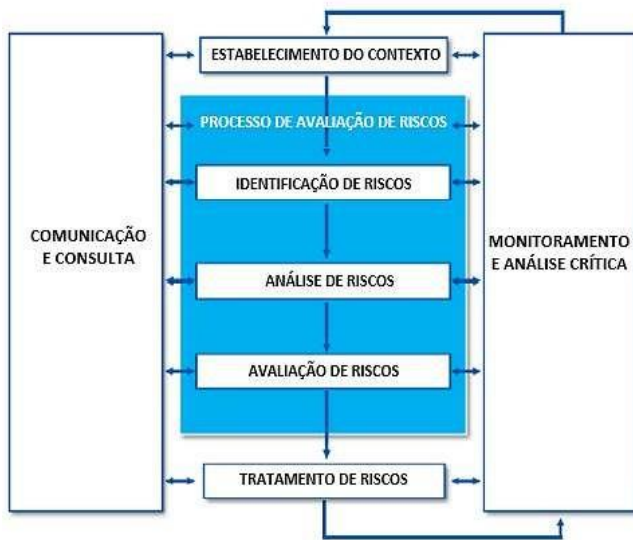 ESTABELECIMENTO DO CONTEXTO
PROCESSO DE AVALIAÇÃO DE RISCOS
IDENTIFICAÇÃO DE RISCOS
COMUNICAÇÃO
E CONSULTA
MONITORAMENTO
E ANÁLISE CRÍTICA
ANÁLISE DE RISCOS
AVALIAÇÃO DE RISCOS
TRATAMENTO DE RISCOS